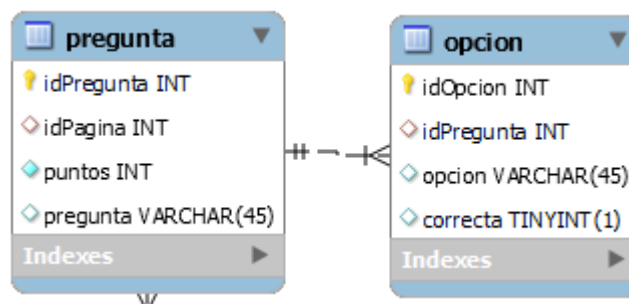 pregunta
idPregunta INT
idPagina INT
puntos INT
pregunta VARCHAR(45)
Indexes
opcion
idOpcion INT
idPregunta INT
opcion VARCHAR(45)
correcta TINYINT(1)
Indexes